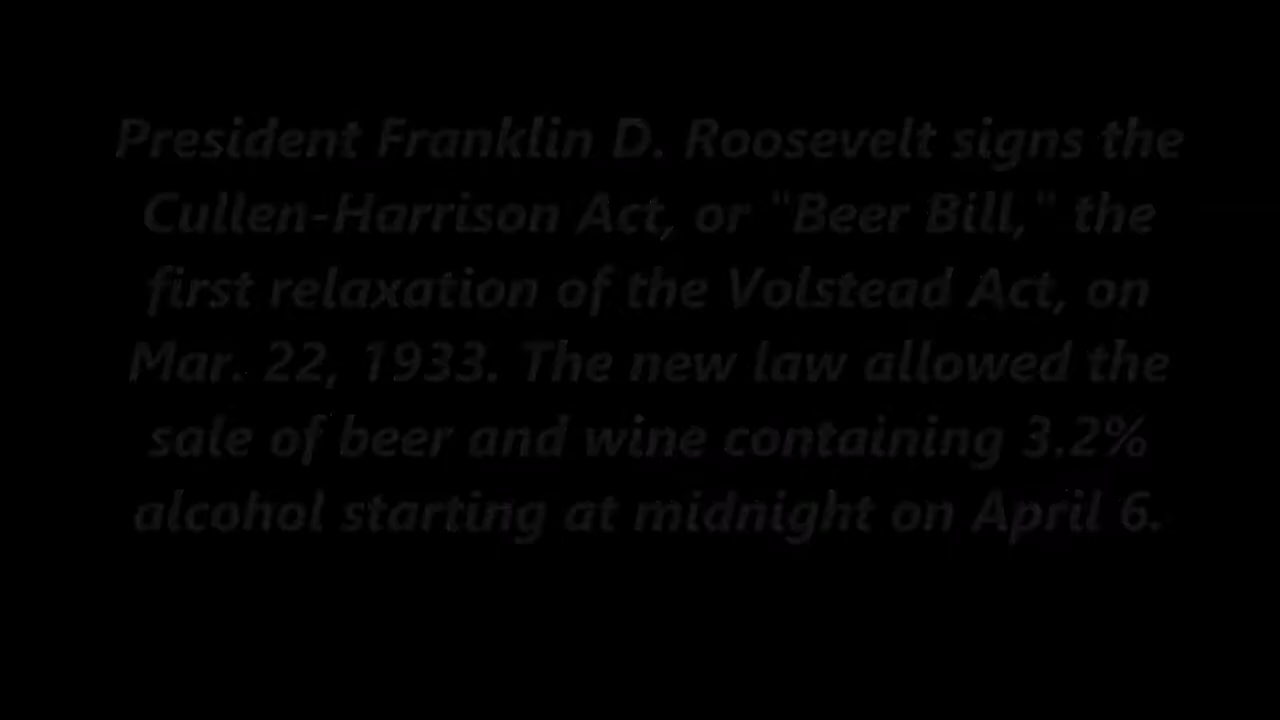 President Franklin D. Roosevelt signs the
Cullen-Harrison Act, or "Beer Bill," the
first relaxation of the Volstead Act, on
Mar. 22, 1933. The new law allowed the
sale of beer and wine containing 3.2%
alcohol starting at midnight on April 6.